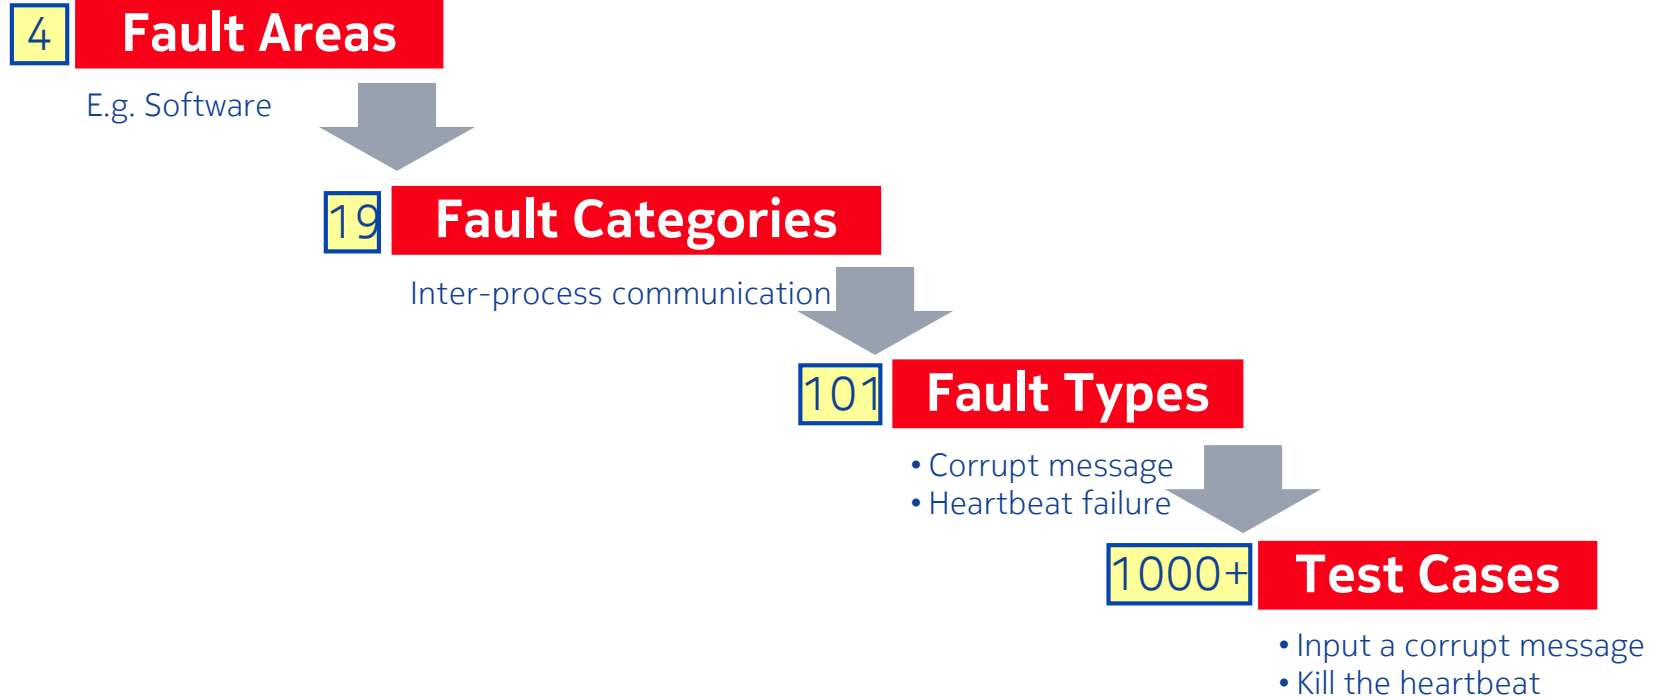 4
Fault Areas
E.g. Software
19
Fault Categories
Inter-process communication
101
Fault Types
• Corrupt message
• Heartbeat failure
1000+
Test Cases
• Input a corrupt message
• Kill the heartbeat